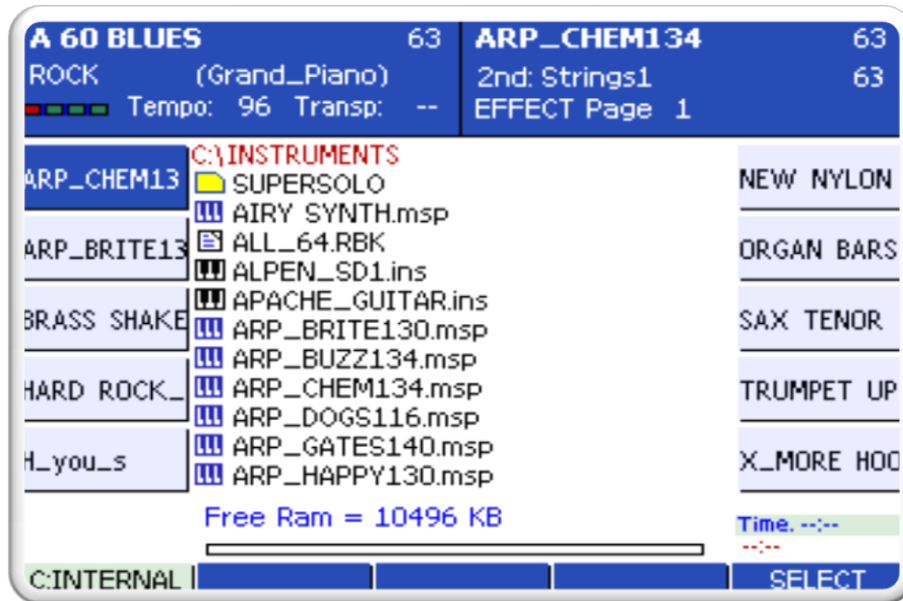 A 60 BLUES 63
ROCK (Grand_Piano)
Tempo: 96 Transp: --
ARP_CHEM134 63
2nd: Strings1 63
EFFECT Page 1
ARP_CHEM13
ARP_BRITE13
BRASS SHAKE
HARD ROCK_
H_you_s
C:\INSTRUMENTS
SUPERSOLO
AIRY SYNTH.msp
ALL_64.RBK
ALPEN_SD1.ins
APACHE_GUITAR.ins
ARP_BRITE130.msp
ARP_BUZZ134.msp
ARP_CHEM134.msp
ARP_DOGS116.msp
ARP_GATES140.msp
ARP_HAPPY130.msp
Free Ram = 10496 KB
NEW NYLON
ORGAN BARS
SAX TENOR
TRUMPET UP
X_MORE HOO
Time. --:--
--:--
C:INTERNAL
SELECT